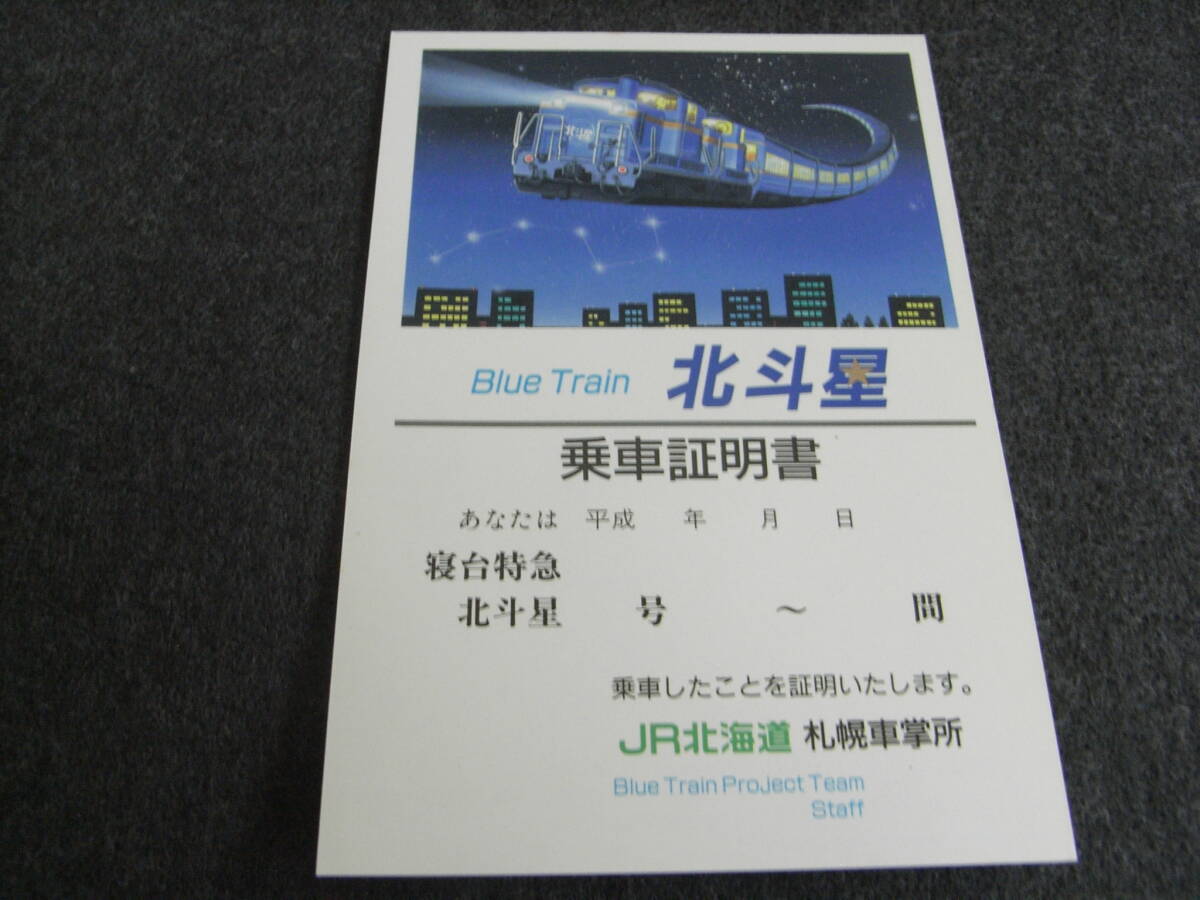 北斗星
Blue Train 北斗星
乗車証明書
あなたは 平成 年 月 日
寝台特急
北斗星 号 ～ 間
乗車したことを証明いたします。
JR北海道 札幌車掌所
Blue Train Project Team
Staff